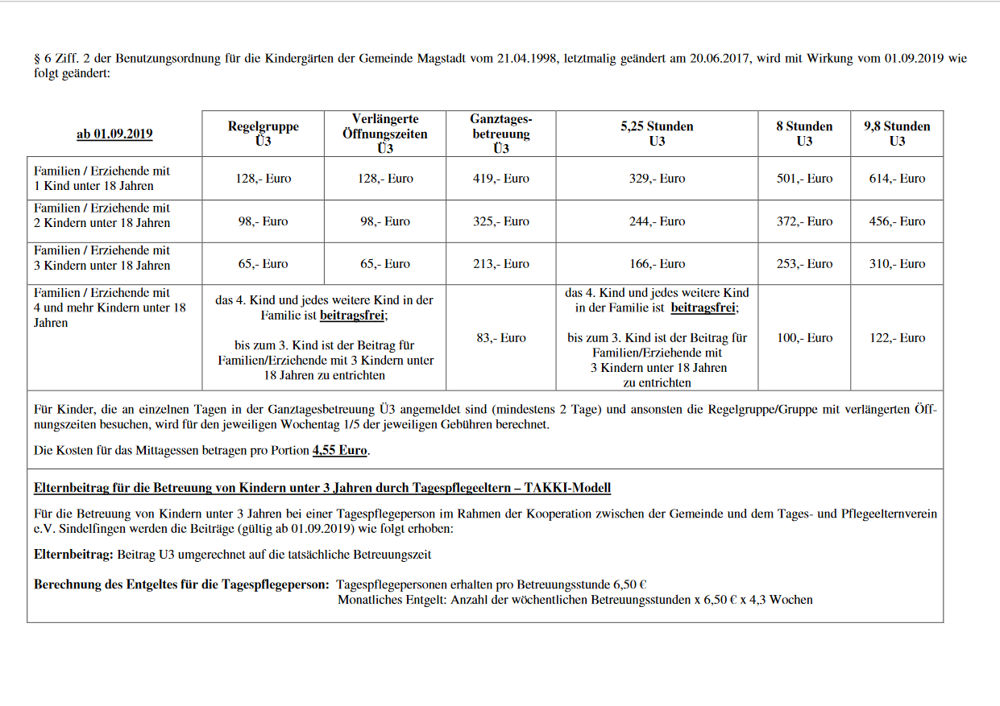 § 6 Ziff. 2 der Benutzungsordnung für die Kindergärten der Gemeinde Magstadt vom 21.04.1998, letztmalig geändert am 20.06.2017, wird mit Wirkung vom 01.09.2019 wie
folgt geändert:
ab 01.09.2019
Regelgruppe
Ü3
Verlängerte
Öffnungszeiten
Ü3
Ganztages-
betreuung
Ü3
5,25 Stunden
U3
8 Stunden
U3
9,8 Stunden
U3
Familien / Erziehende mit
1 Kind unter 18 Jahren
128,- Euro
128,- Euro
419,- Euro
329,- Euro
501,- Euro
614,- Euro
Familien / Erziehende mit
2 Kindern unter 18 Jahren
98,- Euro
98,- Euro
325,- Euro
244,- Euro
372,- Euro
456,- Euro
Familien / Erziehende mit
3 Kindern unter 18 Jahren
65,- Euro
65,- Euro
213,- Euro
166,- Euro
253,- Euro
310,- Euro
Familien / Erziehende mit
4 und mehr Kindern unter 18
Jahren
das 4. Kind und jedes weitere Kind in der
Familie ist beitragsfrei;
bis zum 3. Kind ist der Beitrag für
Familien/Erziehende mit 3 Kindern unter
18 Jahren zu entrichten
83,- Euro
das 4. Kind und jedes weitere Kind
in der Familie ist beitragsfrei;
bis zum 3. Kind ist der Beitrag für
Familien/Erziehende mit
3 Kindern unter 18 Jahren
zu entrichten
100,- Euro
122,- Euro
Für Kinder, die an einzelnen Tagen in der Ganztagesbetreuung Ü3 angemeldet sind (mindestens 2 Tage) und ansonsten die Regelgruppe/Gruppe mit verlängerten Öff-
nungszeiten besuchen, wird für den jeweiligen Wochentag 1/5 der jeweiligen Gebühren berechnet.
Die Kosten für das Mittagessen betragen pro Portion 4,55 Euro.
Elternbeitrag für die Betreuung von Kindern unter 3 Jahren durch Tagespflegeeltern – TAKKI-Modell
Für die Betreuung von Kindern unter 3 Jahren bei einer Tagespflegeperson im Rahmen der Kooperation zwischen der Gemeinde und dem Tages- und Pflegeelternverein
e.V. Sindelfingen werden die Beiträge (gültig ab 01.09.2019) wie folgt erhoben:
Elternbeitrag: Beitrag U3 umgerechnet auf die tatsächliche Betreuungszeit
Berechnung des Entgeltes für die Tagespflegeperson: Tagespflegepersonen erhalten pro Betreuungsstunde 6,50 €
Monatliches Entgelt: Anzahl der wöchentlichen Betreuungsstunden x 6,50 € x 4,3 Wochen